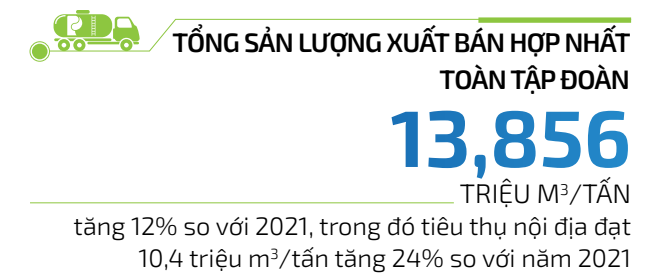 TỔNG SẢN LƯỢNG XUẤT BÁN HỢP NHẤT
TOÀN TẬP ĐOÀN
13,856
TRIỆU M³/TẤN
tăng 12% so với 2021, trong đó tiêu thụ nội địa đạt
10,4 triệu m³/tấn tăng 24% so với năm 2021